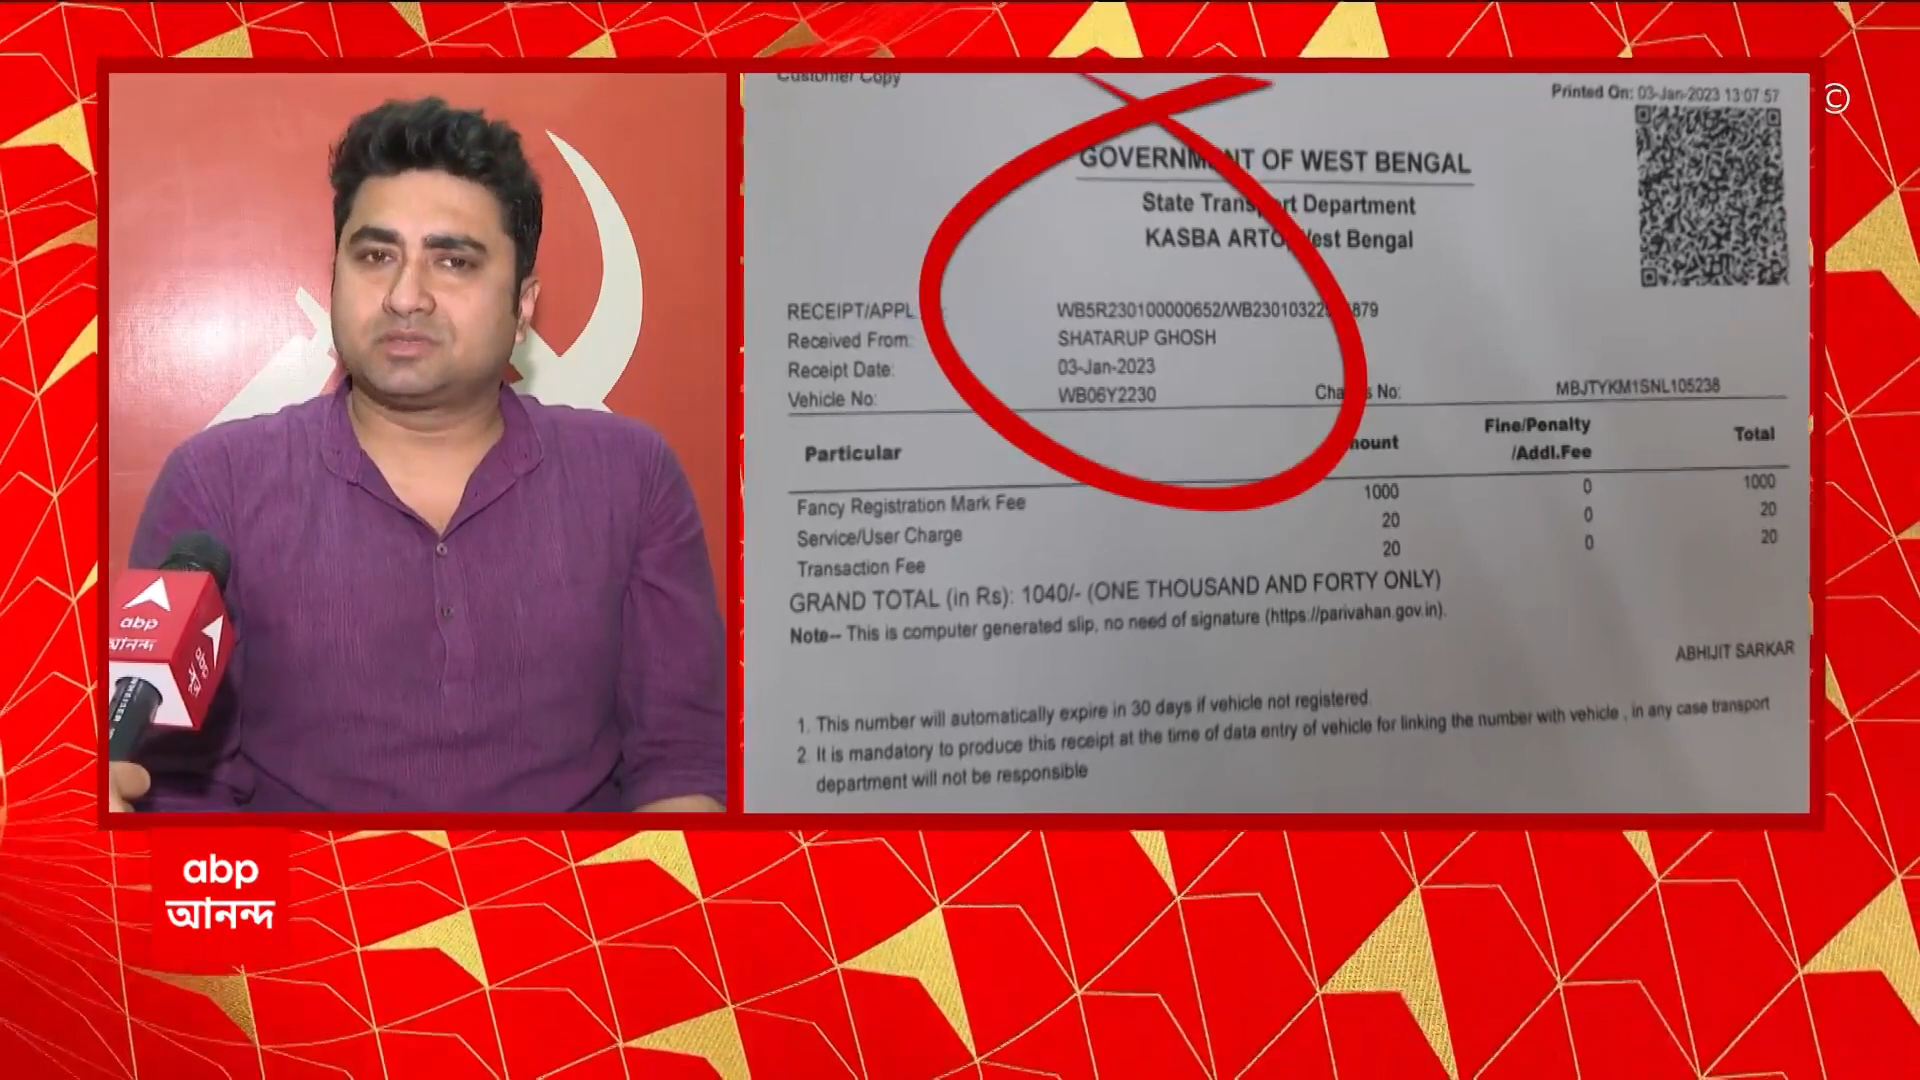 Customer Copy
Printed On: 03-Jan-2023 13:07:57
©
GOVERNMENT OF WEST BENGAL
State Transport Department
KASBA ARTO, West Bengal
RECEIPT/APPL
WB5R230100000652/WB23010322 879
Received From:
SHATARUP GHOSH
Receipt Date:
03-Jan-2023
Vehicle No:
WB06Y2230
Chassis No:
MBJTYKM1SNL105238
Particular
Amount
Fine/Penalty
/Addl.Fee
Total
Fancy Registration Mark Fee 1000 0 1000
Service/User Charge 20 0 20
Transaction Fee 20 0 20
GRAND TOTAL (in Rs): 1040/- (ONE THOUSAND AND FORTY ONLY)
Note-- This is computer generated slip, no need of signature (https://parivahan.gov.in).
ABHIJIT SARKAR
1. This number will automatically expire in 30 days if vehicle not registered.
2. It is mandatory to produce this receipt at the time of data entry of vehicle for linking the number with vehicle , in any case transport
department will not be responsible
abp
আনন্দ
abp
আনন্দ